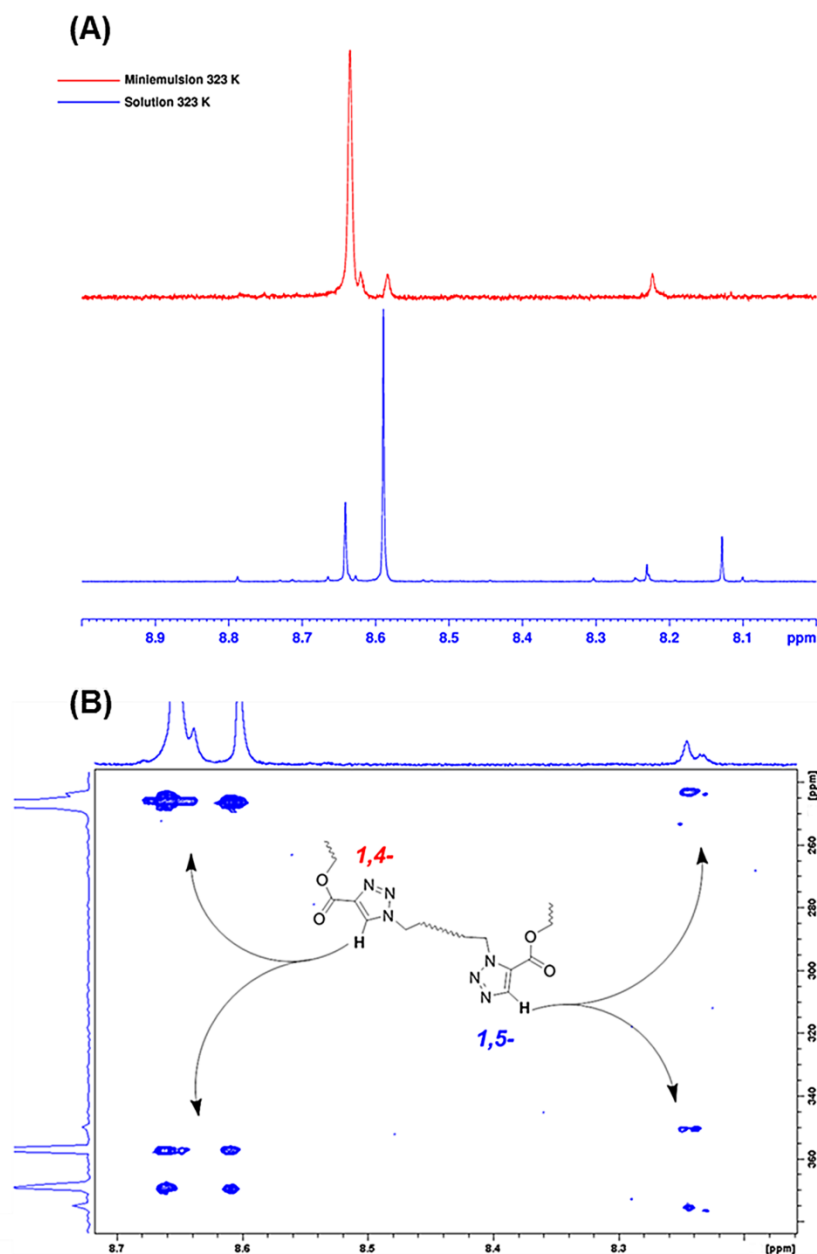 (A)
Miniemulsion 323 K
Solution 323 K
8.9 8.8 8.7 8.6 8.5 8.4 8.3 8.2 8.1 ppm
(B)
[ppm]
260
280
300
320
340
360
1,4-
O
N
N
O
N
H
O
N
O
N
N
H
1,5-
8.7 8.6 8.5 8.4 8.3 [ppm]